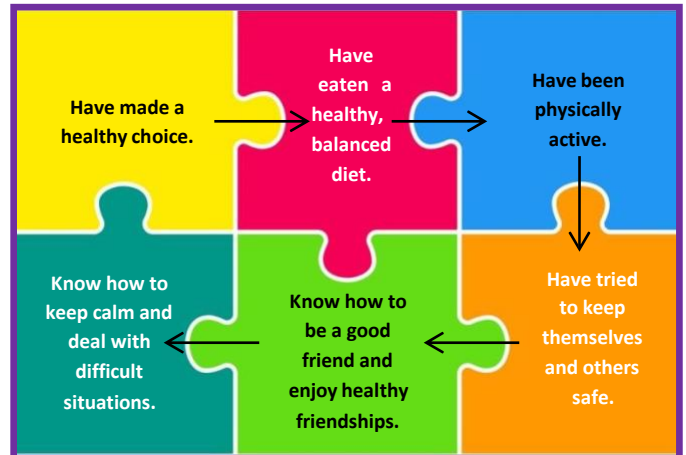 Have made a
healthy choice.
Have
eaten a
healthy,
balanced
diet.
Have been
physically
active.
Have tried
to keep
themselves
and others
safe.
Know how to
be a good
friend and
enjoy healthy
friendships.
Know how to
keep calm and
deal with
difficult
situations.